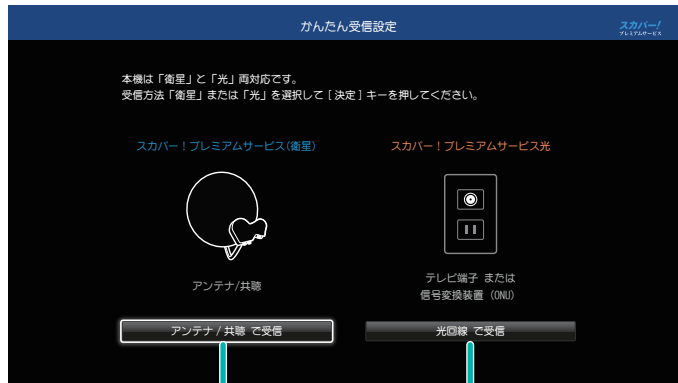 かんたん受信設定
スカパー!
プレミアムサービス
本機は「衛星」と「光」両対応です。
受信方法「衛星」または「光」を選択して [ 決定 ] キーを押してください。
スカパー！プレミアムサービス(衛星)
スカパー！プレミアムサービス光
アンテナ/共聴
テレビ端子 または
信号変換装置 (ONU)
アンテナ / 共聴 で受信
光回線 で受信